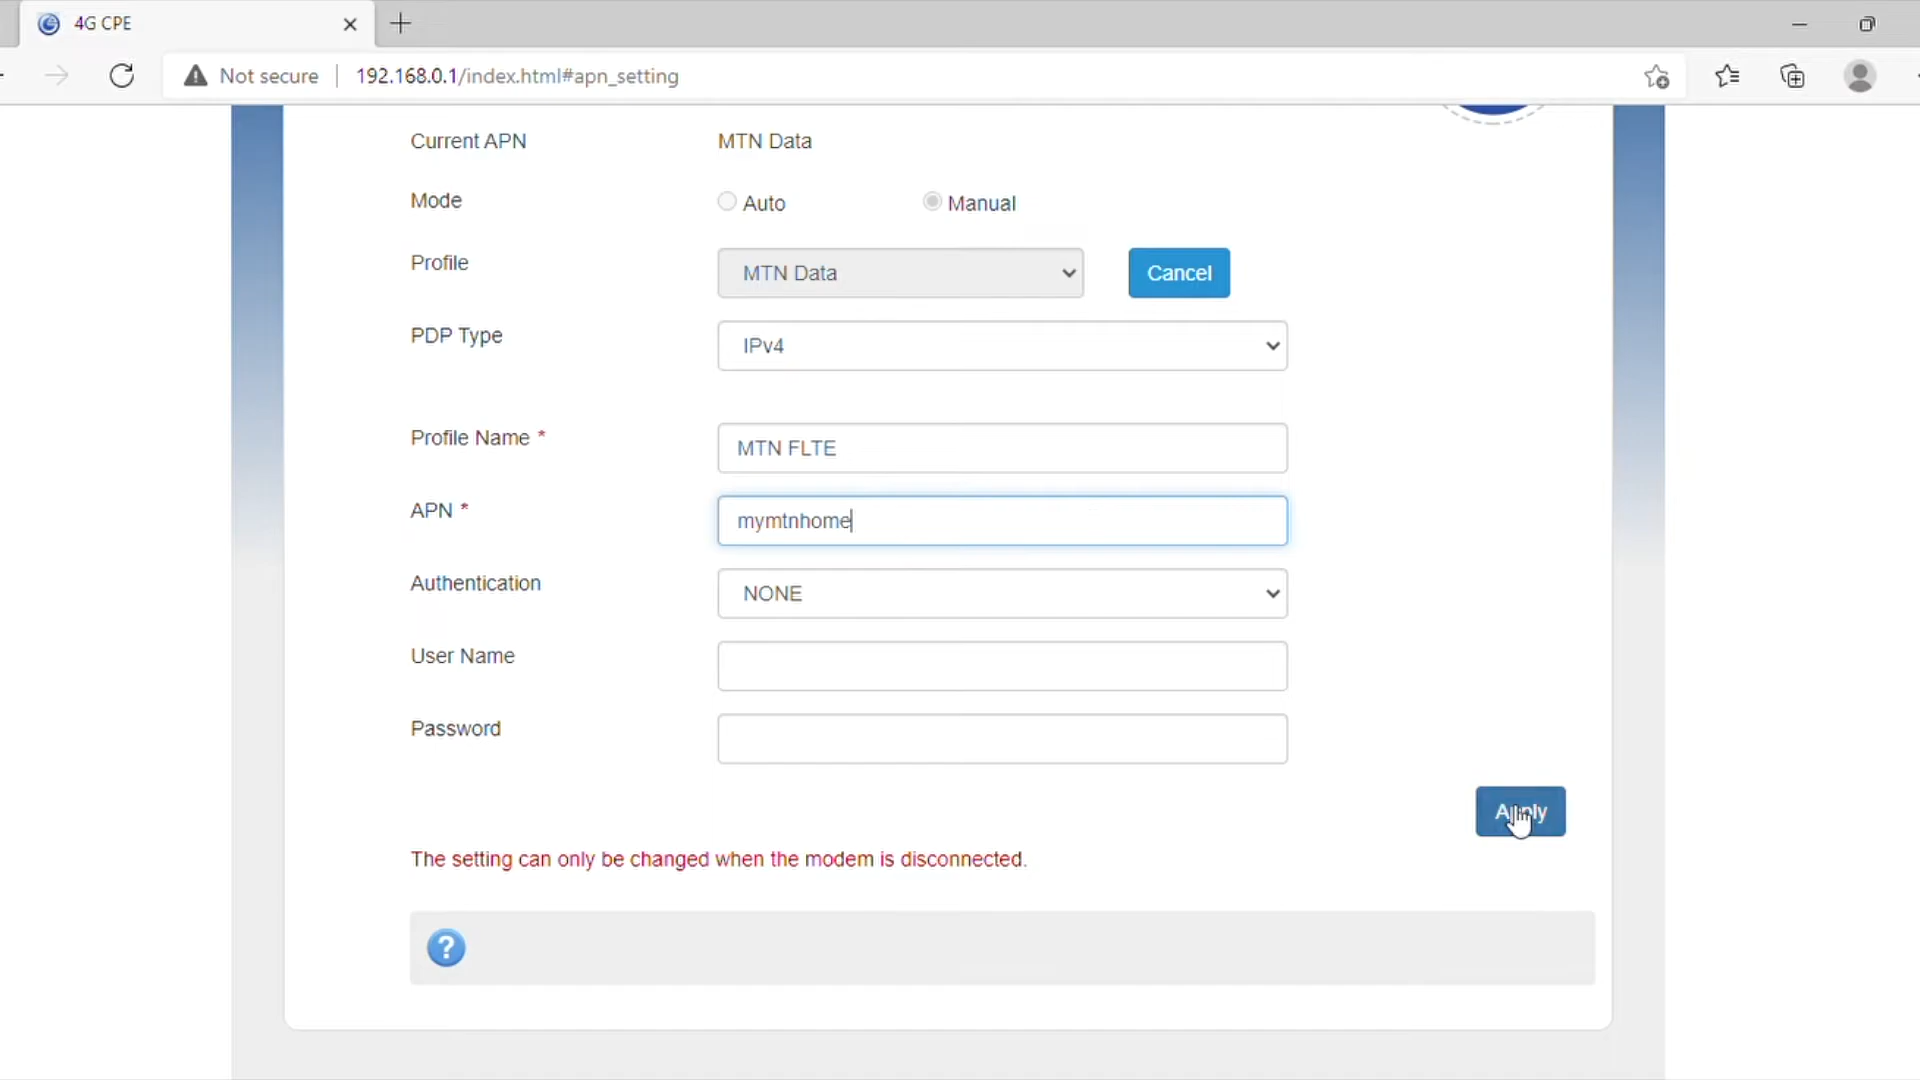 4G CPE
Not secure 192.168.0.1/index.html#apn_setting
Current APN MTN Data
Mode Auto Manual
Profile MTN Data Cancel
PDP Type IPv4
Profile Name * MTN FLTE
APN * mymtnhome
Authentication NONE
User Name
Password
Apply
The setting can only be changed when the modem is disconnected.
?